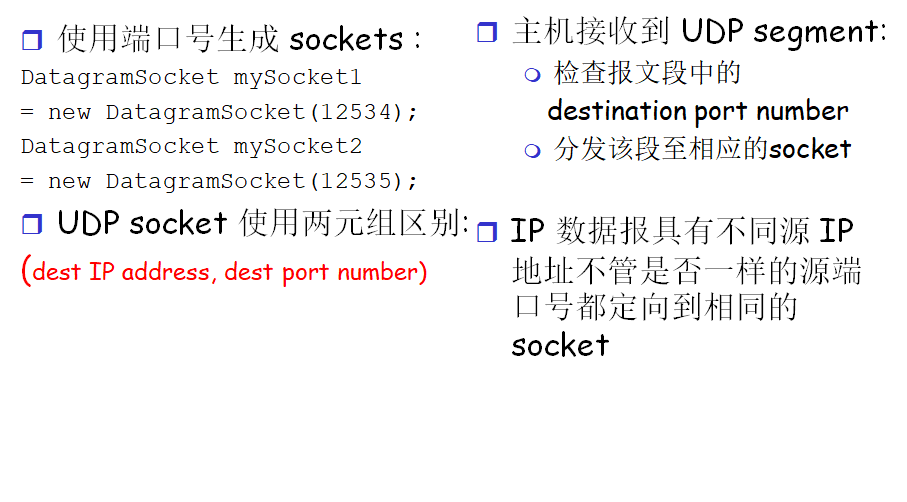 使用端口号生成 sockets :
DatagramSocket mySocket1
= new DatagramSocket(12534);
DatagramSocket mySocket2
= new DatagramSocket(12535);
UDP socket 使用两元组区别:
(dest IP address, dest port number)
主机接收到 UDP segment:
检查报文段中的
destination port number
分发该段至相应的socket
IP 数据报具有不同源 IP
地址不管是否一样的源端
口号都定向到相同的
socket